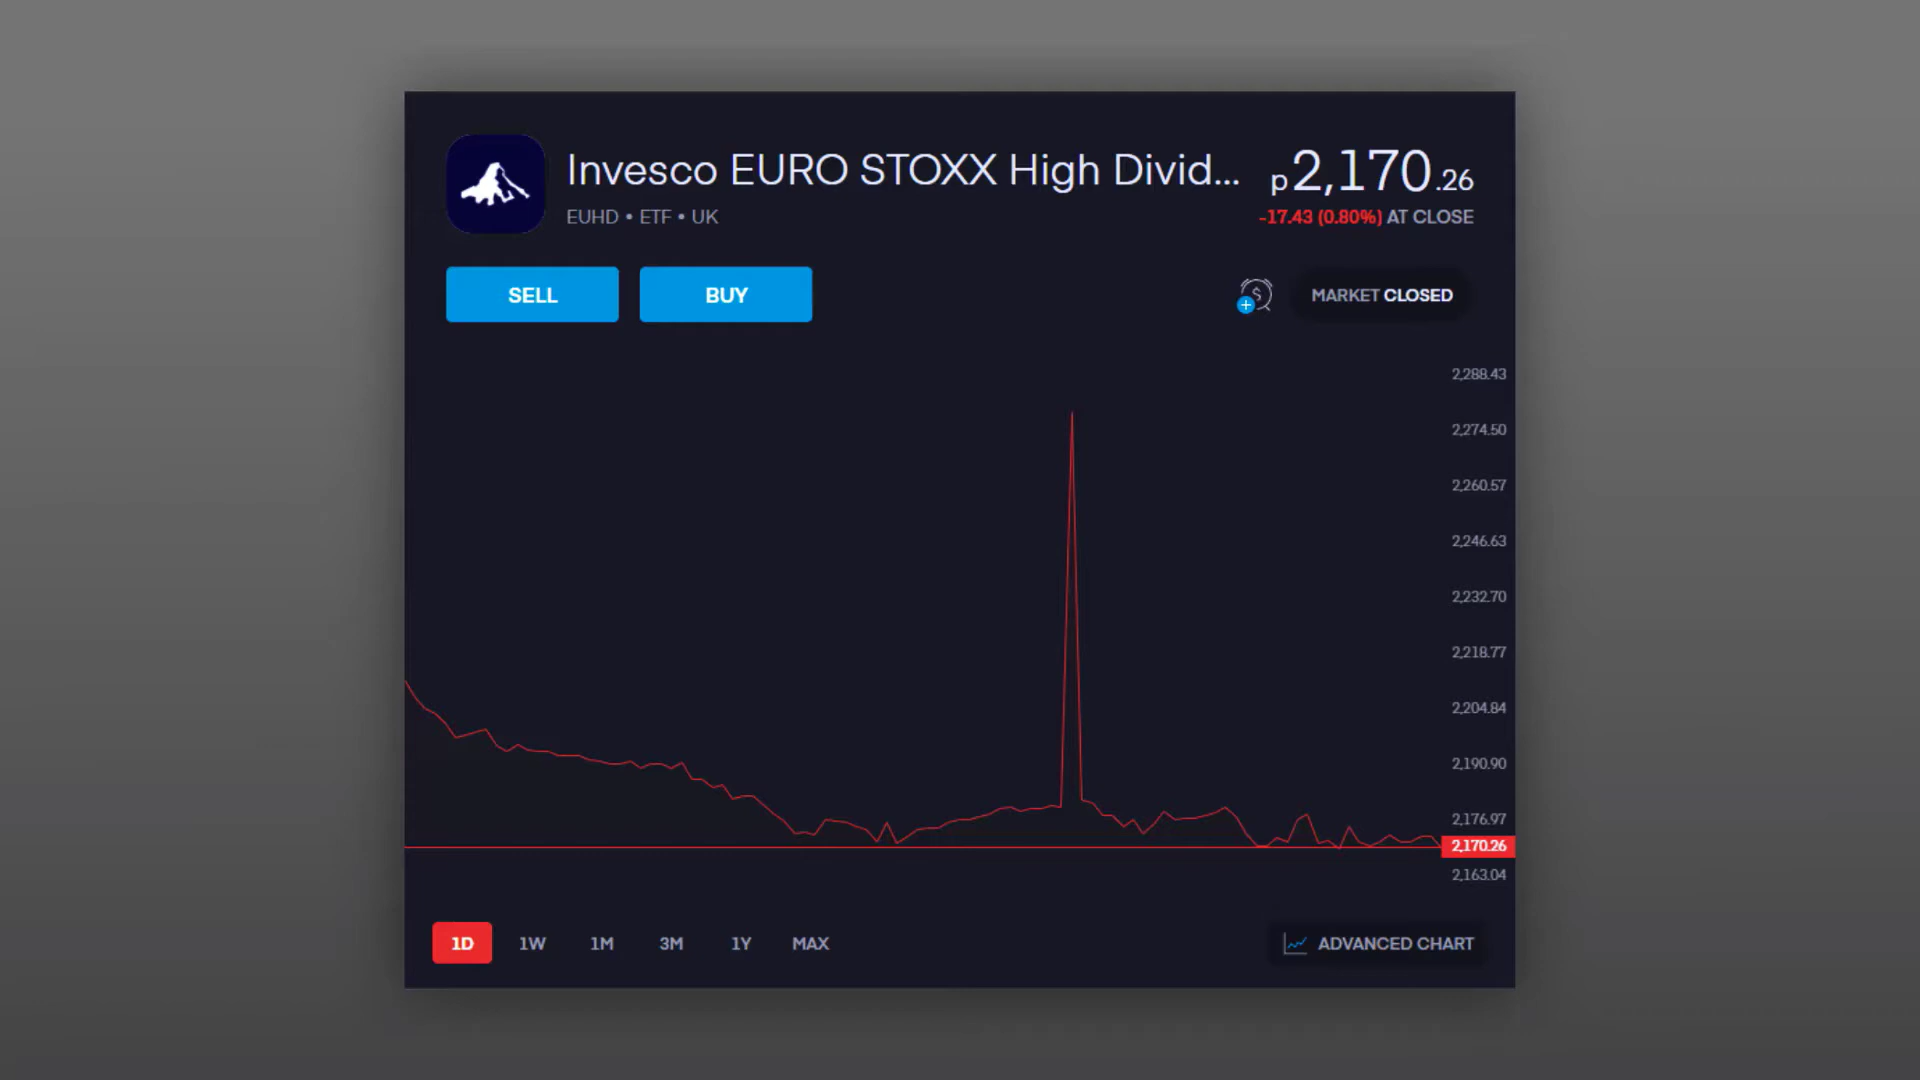 Invesco EURO STOXX High Divid...
p2,170.26
EUHD • ETF • UK
-17.43 (0.80%) AT CLOSE
SELL
BUY
MARKET CLOSED
2,288.43
2,274.50
2,260.57
2,246.63
2,232.70
2,218.77
2,204.84
2,190.90
2,176.97
2,170.26
2,163.04
1D 1W 1M 3M 1Y MAX
ADVANCED CHART